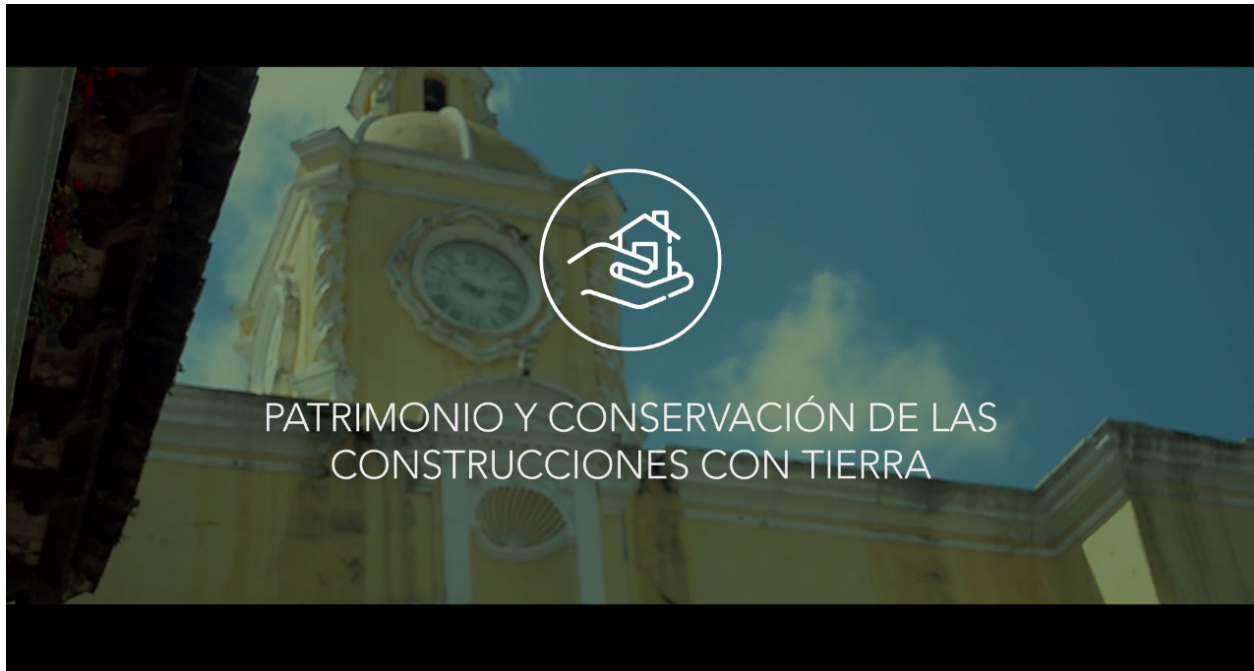 PATRIMONIO Y CONSERVACIÓN DE LAS
CONSTRUCCIONES CON TIERRA